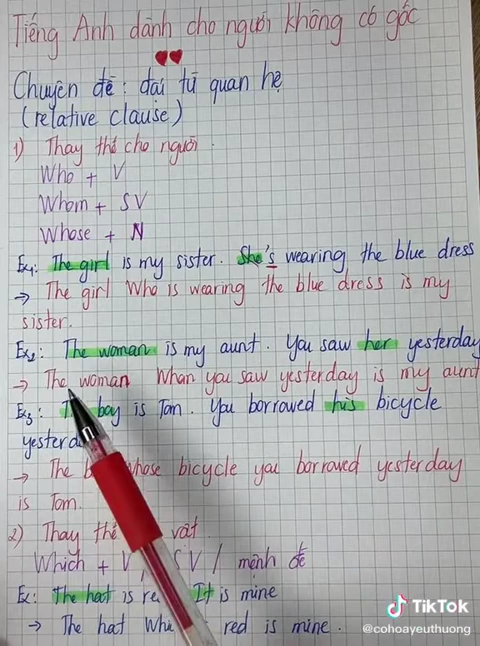 Tiếng Anh dành cho người không có gốc
Chuyên đề: đại từ quan hệ
(relative clause)
1) Thay thế cho người.
Who + V
Whom + SV
Whose + N
Ex1: The girl is my sister. She's wearing the blue dress
→ The girl Who is wearing the blue dress is my
sister.
Ex2: The woman is my aunt. You saw her yesterday
→ The woman Whom you saw yesterday is my aunt
Ex3: The boy is Tom. You borrowed his bicycle
→ The whose bicycle you borrowed yesterday
is Tom.
2) Thay thế vật
Which + V SV / mệnh đề
Ex: The hat is It is mine
→ The hat red is mine.
TikTok
@cohoayeuthuong